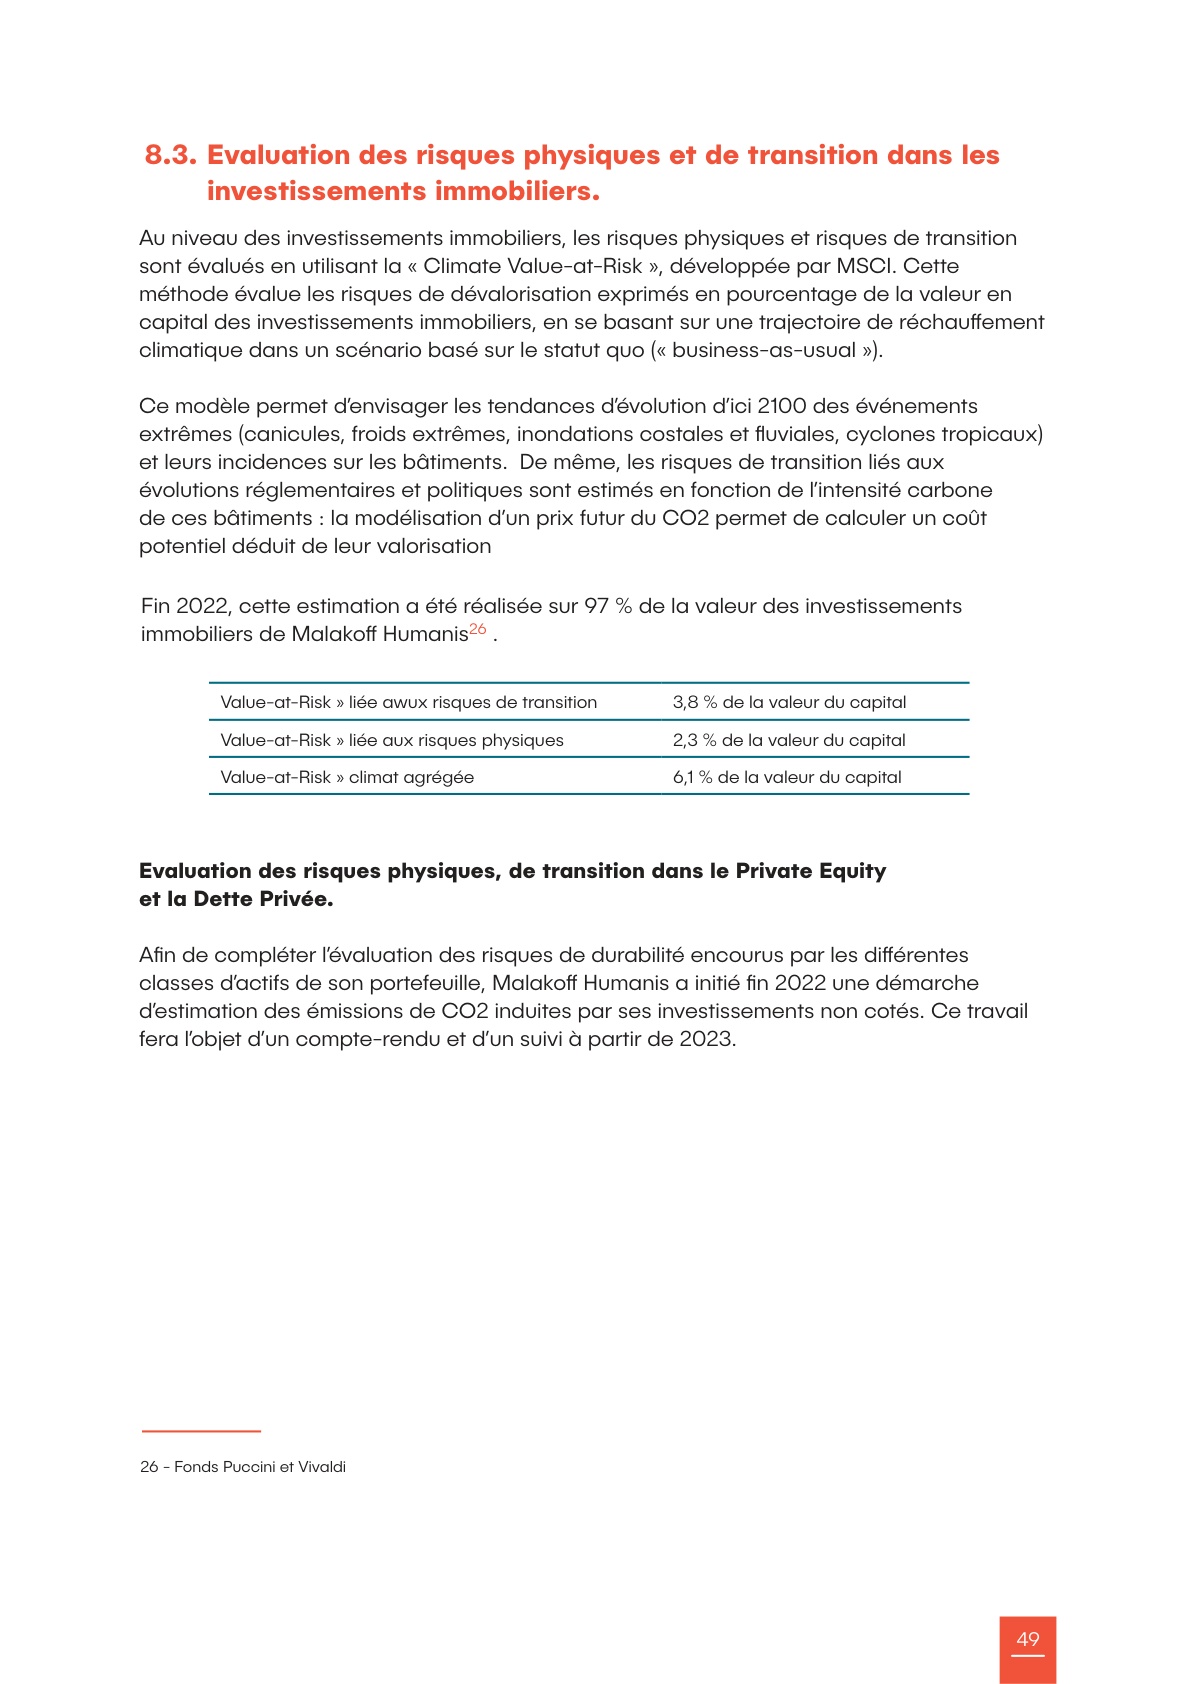 8.3. Evaluation des risques physiques et de transition dans les
investissements immobiliers.
Au niveau des investissements immobiliers, les risques physiques et risques de transition
sont évalués en utilisant la « Climate Value-at-Risk », développée par MSCI. Cette
méthode évalue les risques de dévalorisation exprimés en pourcentage de la valeur en
capital des investissements immobiliers, en se basant sur une trajectoire de réchauffement
climatique dans un scénario basé sur le statut quo (« business-as-usual »).
Ce modèle permet d’envisager les tendances d’évolution d’ici 2100 des événements
extrêmes (canicules, froids extrêmes, inondations costales et fluviales, cyclones tropicaux)
et leurs incidences sur les bâtiments.  De même, les risques de transition liés aux
évolutions réglementaires et politiques sont estimés en fonction de l’intensité carbone
de ces bâtiments : la modélisation d’un prix futur du CO2 permet de calculer un coût
potentiel déduit de leur valorisation
Fin 2022, cette estimation a été réalisée sur 97 % de la valeur des investissements
immobiliers de Malakoff Humanis26 .
Value-at-Risk » liée awux risques de transition 3,8 % de la valeur du capital
Value-at-Risk » liée aux risques physiques 2,3 % de la valeur du capital
Value-at-Risk » climat agrégée 6,1 % de la valeur du capital
Evaluation des risques physiques, de transition dans le Private Equity
et la Dette Privée.
Afin de compléter l’évaluation des risques de durabilité encourus par les différentes
classes d’actifs de son portefeuille, Malakoff Humanis a initié fin 2022 une démarche
d’estimation des émissions de CO2 induites par ses investissements non cotés. Ce travail
fera l’objet d’un compte-rendu et d’un suivi à partir de 2023.
26 - Fonds Puccini et Vivaldi
49